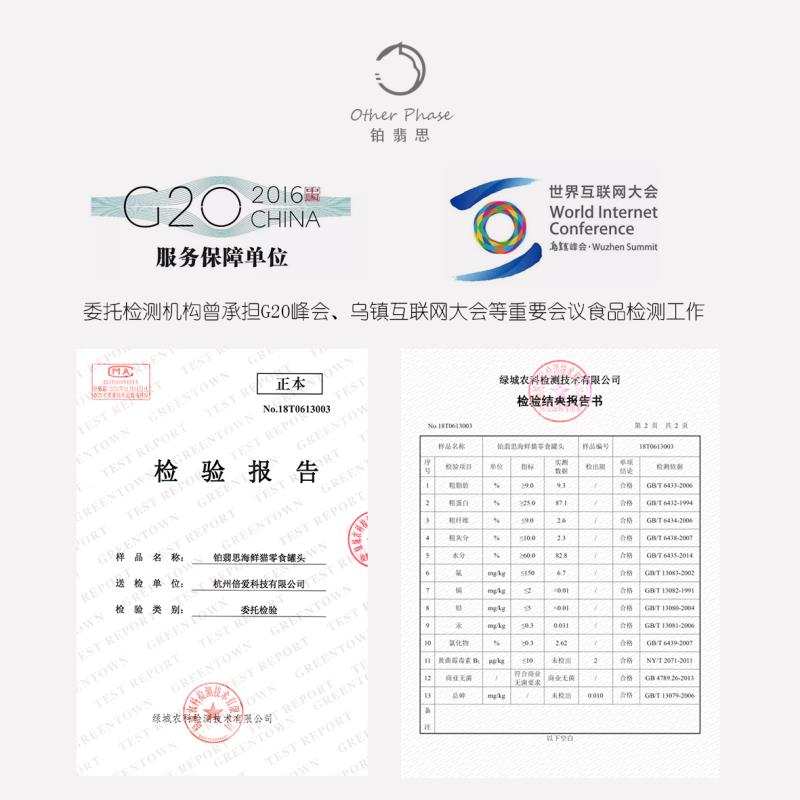 Other Phase
铂翡思
G20 2016 中国
CHINA
服务保障单位
世界互联网大会
World Internet
Conference
乌镇峰会·Wuzhen Summit
委托检测机构曾承担G20峰会、乌镇互联网大会等重要会议食品检测工作
MA
正本
No.18T0613003
检验报告
样品名称: 铂翡思海鲜猫零食罐头
送检单位: 杭州倍爱科技有限公司
检验类别: 委托检验
绿城农科检测技术有限公司
GREENTOWN TEST REPORT
绿城农科检测技术有限公司
检验结果报告书
No.18T0613003 第 2 页 共 2 页
样品名称 铂翡思海鲜猫零食罐头 样品编号 18T0613003
序号 检验项目 单位 指标 实测数据 检出限 单项结论 检测依据
1 粗脂肪 % ≥9.0 9.3 / 合格 GB/T 6433-2006
2 粗蛋白 % ≥25.0 87.1 / 合格 GB/T 6432-1994
3 粗纤维 % ≤9.0 2.6 / 合格 GB/T 6434-2006
4 粗灰分 % ≤10.0 2.3 / 合格 GB/T 6438-2007
5 水分 % ≥60.0 82.8 / 合格 GB/T 6435-2014
6 氟 mg/kg ≤150 6.7 / 合格 GB/T 13083-2002
7 镉 mg/kg ≤2 <0.01 / 合格 GB/T 13082-1991
8 铅 mg/kg ≤5 <0.01 / 合格 GB/T 13080-2004
9 汞 mg/kg ≤0.3 0.031 / 合格 GB/T 13081-2006
10 氯化物 % ≥0.3 2.62 / 合格 GB/T 6439-2007
11 黄曲霉毒素 B₁ μg/kg ≤10 未检出 2 合格 NY/T 2071-2011
12 商业无菌 / 符合商业无菌要求 商业无菌 / 合格 GB 4789.26-2013
13 总砷 mg/kg / 未检出 0.010 合格 GB/T 13079-2006
备注
以下空白